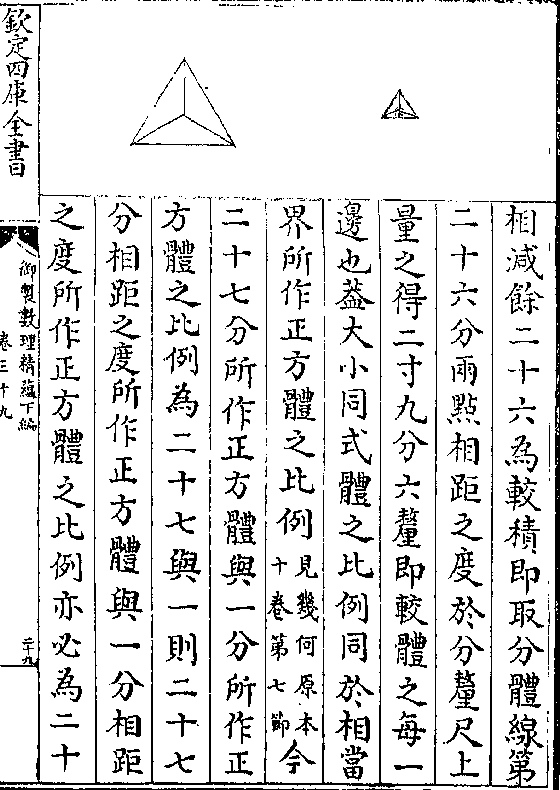 相減餘二十六為較積即取分體線第
二十六分兩點相距之度於分釐尺上
量之得二寸九分六釐即較體之每一
邊也葢大小同式體之比例同於相當
界所作正方體之比例見幾何原本十卷第七節今
二十七分所作正方體與一分所作正
方體之比例為二十七與一則二十七
分相距之度所作正方體與一分相距
之度所作正方體之比例亦必為二十
欽定四庫全書
御製數理精蘊下編
卷三十九
二十九